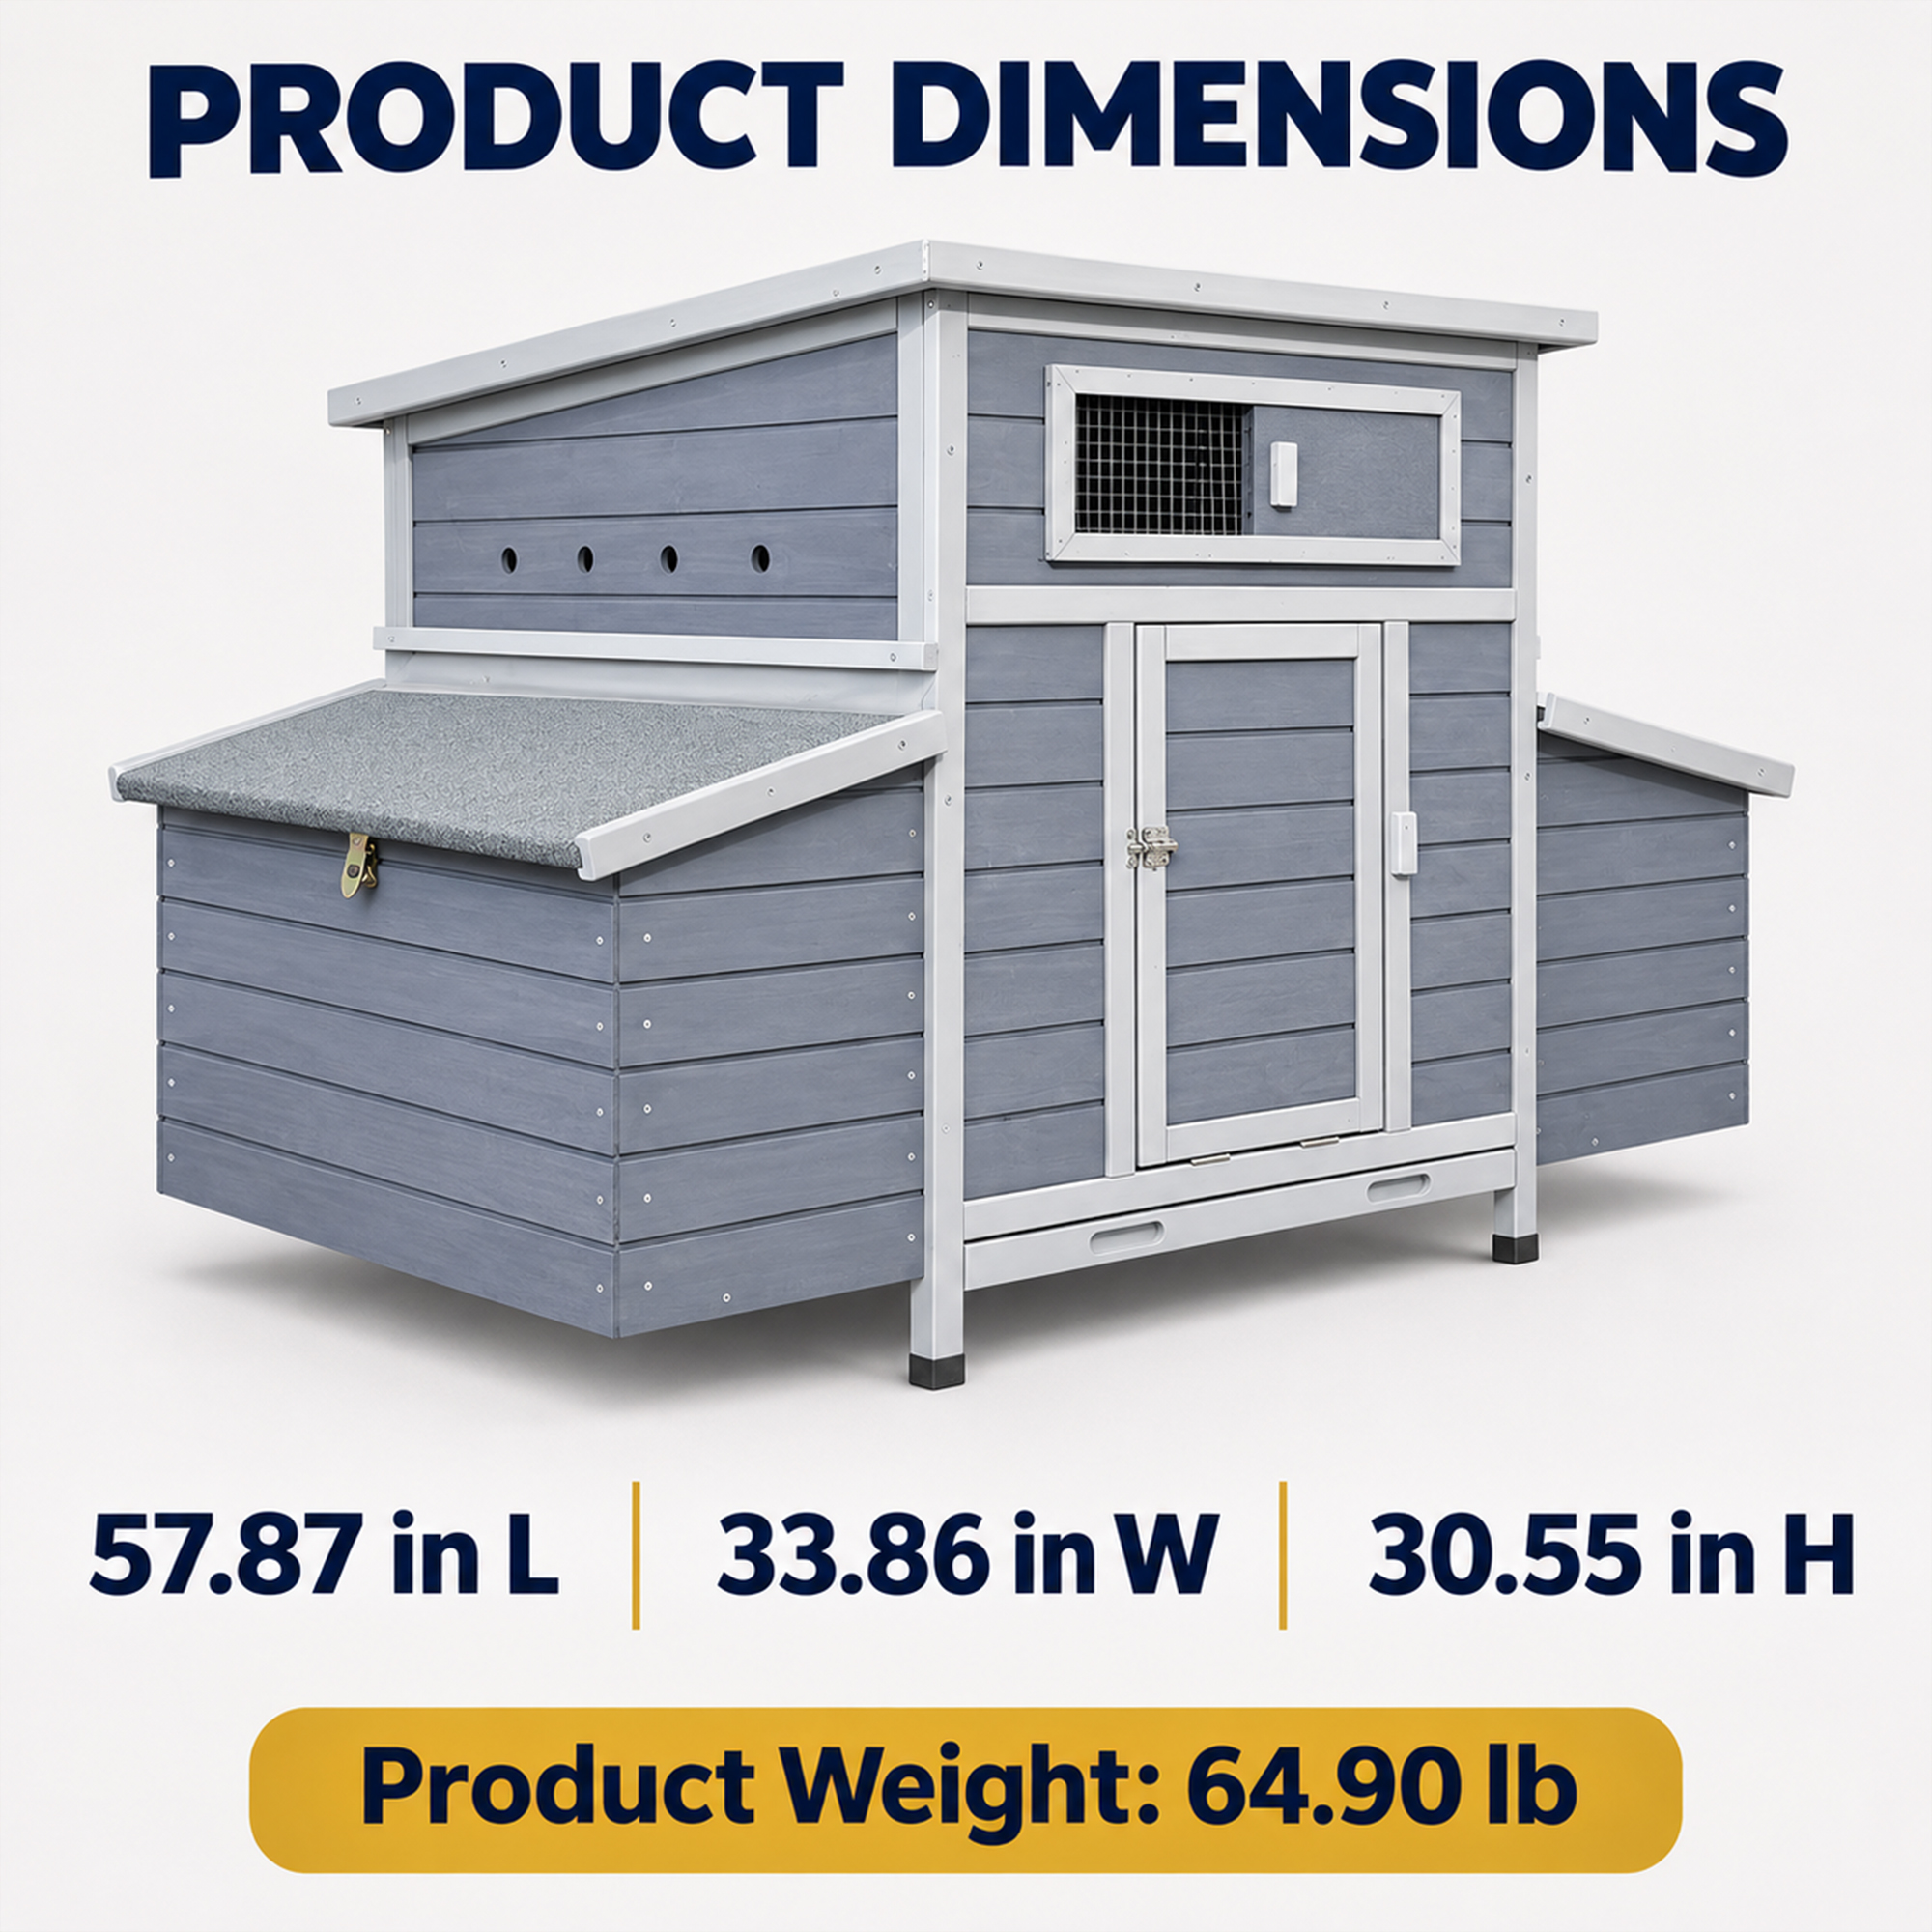 PRODUCT DIMENSIONS
57.87 in L
33.86 in W
30.55 in H
Product Weight: 64.90 lb